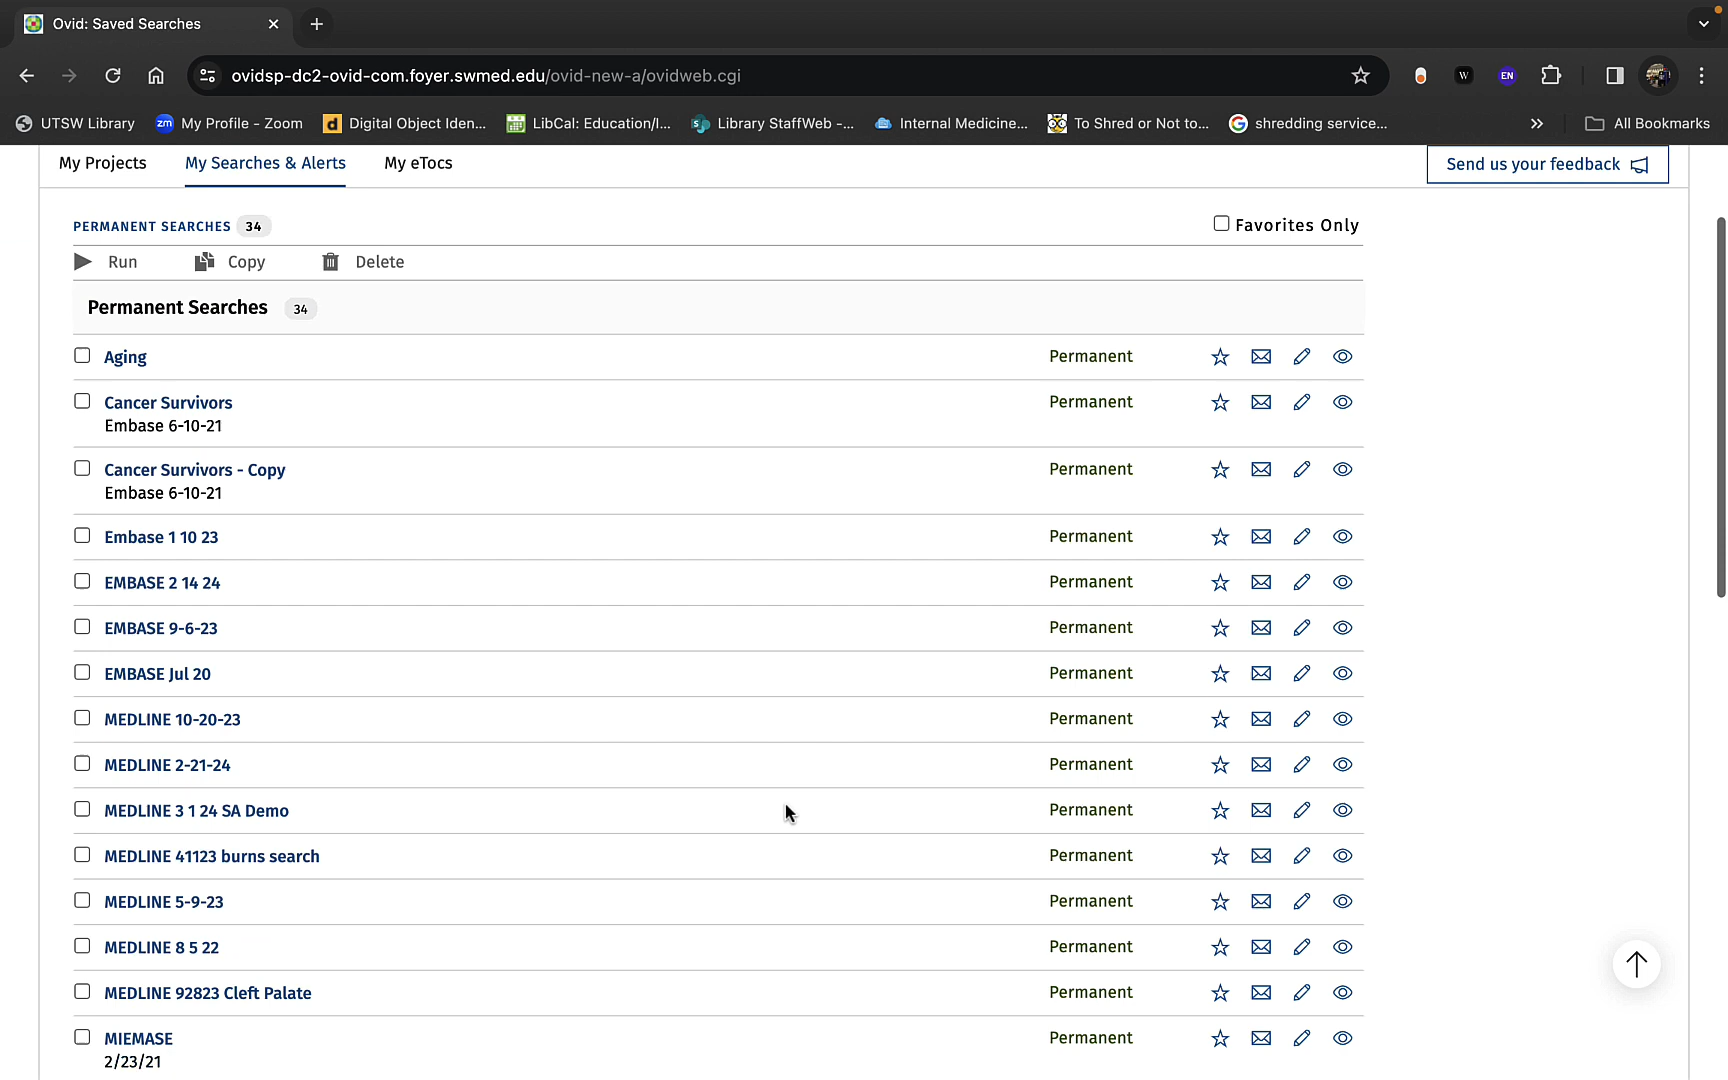 Ovid: Saved Searches
ovidsp-dc2-ovid-com.foyer.swmed.edu/ovid-new-a/ovidweb.cgi
W
EN
UTSW Library
zm My Profile - Zoom
d Digital Object Iden...
LibCal: Education/I...
Library StaffWeb -...
Internal Medicine...
To Shred or Not to...
G shredding service...
All Bookmarks
My Projects
My Searches & Alerts
My eTocs
Send us your feedback
PERMANENT SEARCHES 34
Favorites Only
Run
Copy
Delete
Permanent Searches 34
Aging Permanent
Cancer Survivors Permanent
Embase 6-10-21
Cancer Survivors - Copy Permanent
Embase 6-10-21
Embase 1 10 23 Permanent
EMBASE 2 14 24 Permanent
EMBASE 9-6-23 Permanent
EMBASE Jul 20 Permanent
MEDLINE 10-20-23 Permanent
MEDLINE 2-21-24 Permanent
MEDLINE 3 1 24 SA Demo Permanent
MEDLINE 41123 burns search Permanent
MEDLINE 5-9-23 Permanent
MEDLINE 8 5 22 Permanent
MEDLINE 92823 Cleft Palate Permanent
MIEMASE Permanent
2/23/21